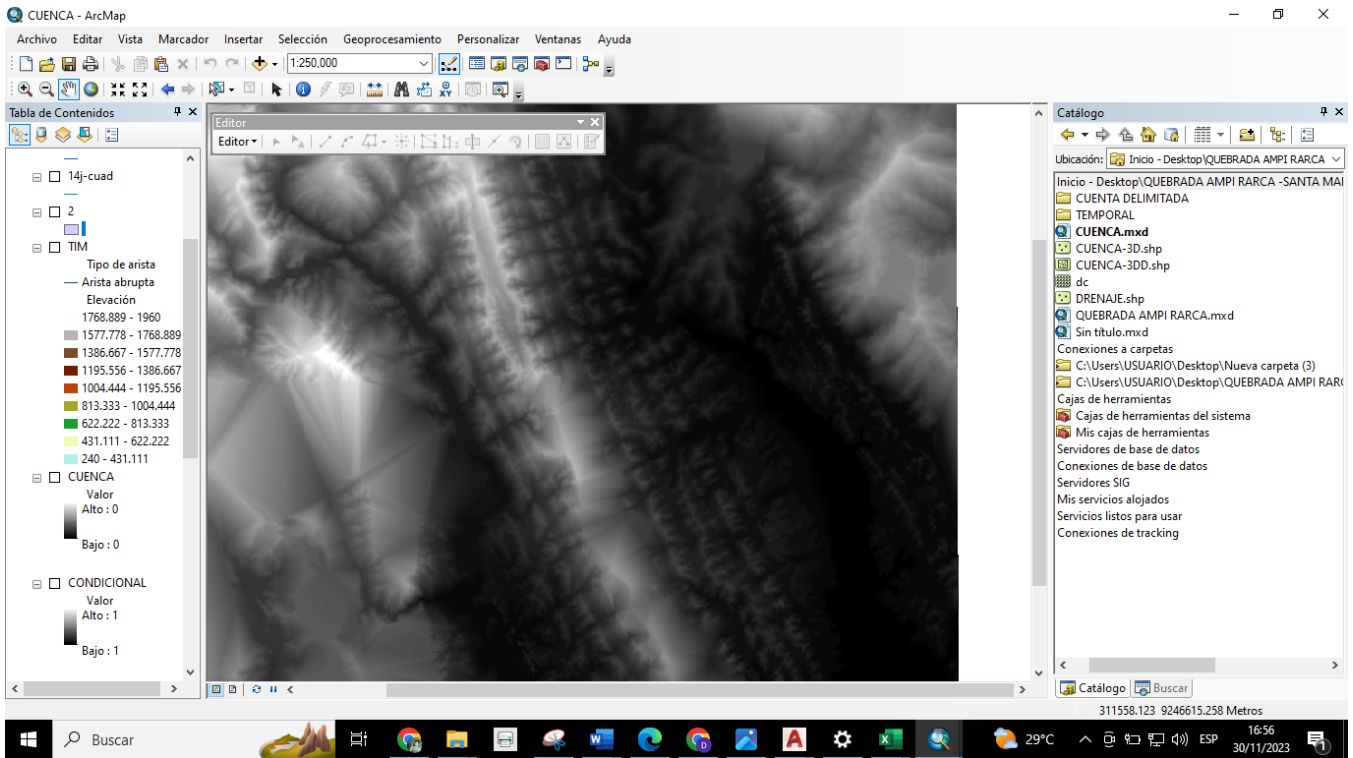 CUENCA - ArcMap
Archivo Editar Vista Marcador Insertar Selección Geoprocesamiento Personalizar Ventanas Ayuda
1:250,000
Tabla de Contenidos
14j-cuad
2
TIM
Tipo de arista
Arista abrupta
Elevación
1768.889 - 1960
1577.778 - 1768.889
1386.667 - 1577.778
1195.556 - 1386.667
1004.444 - 1195.556
813.333 - 1004.444
622.222 - 813.333
431.111 - 622.222
240 - 431.111
CUENCA
Valor
Alto : 0
Bajo : 0
CONDICIONAL
Valor
Alto : 1
Bajo : 1
Editor
Editor
Catálogo
Ubicación: Inicio - Desktop\QUEBRADA AMPI RARCA
Inicio - Desktop\QUEBRADA AMPI RARCA -SANTA MAI
CUENTA DELIMITADA
TEMPORAL
CUENCA.mxd
CUENCA-3D.shp
CUENCA-3DD.shp
dc
DRENAJE.shp
QUEBRADA AMPI RARCA.mxd
Sin título.mxd
Conexiones a carpetas
C:\Users\USUARIO\Desktop\Nueva carpeta (3)
C:\Users\USUARIO\Desktop\QUEBRADA AMPI RAR(
Cajas de herramientas
Cajas de herramientas del sistema
Mis cajas de herramientas
Servidores de base de datos
Conexiones de base de datos
Servidores SIG
Mis servicios alojados
Servicios listos para usar
Conexiones de tracking
Catálogo Buscar
311558.123 9246615.258 Metros
Buscar
29°C
ESP
16:56
30/11/2023
1